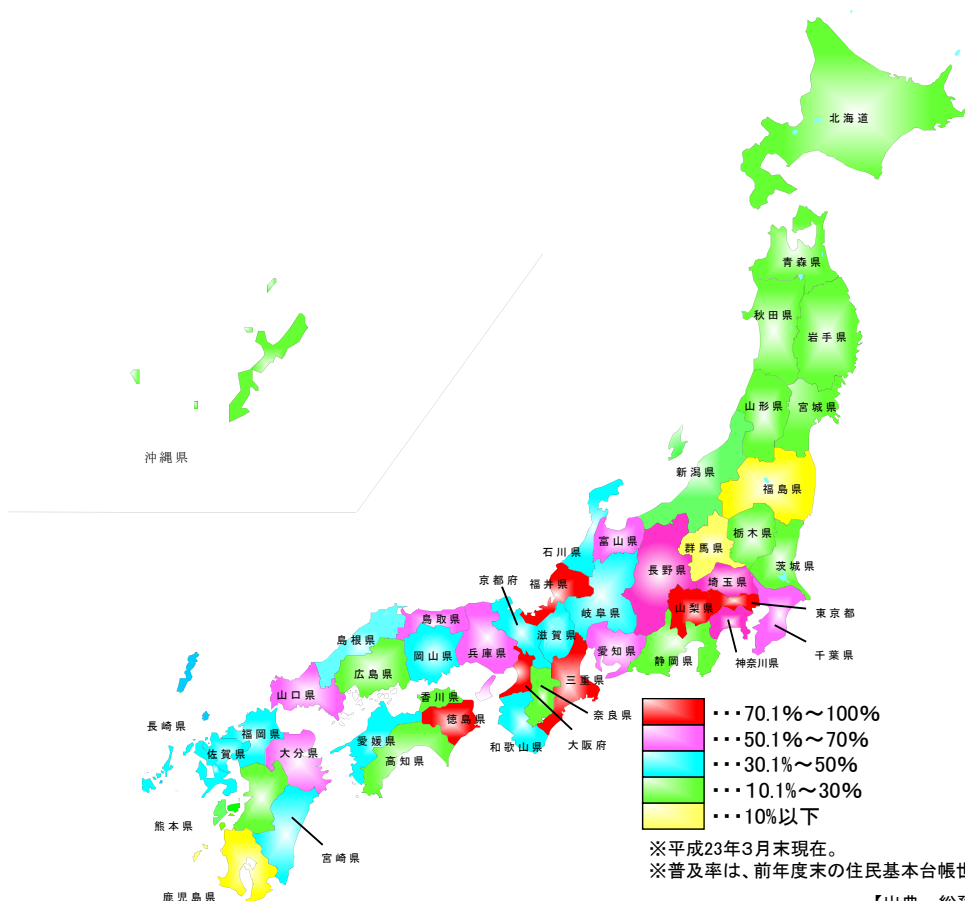 北海道
青森県
秋田県
岩手県
山形県
宮城県
沖縄県
新潟県
福島県
栃木県
富山県
群馬県
石川県
茨城県
長野県
京都府
福井県
埼玉県
山梨県
岐阜県
東京都
鳥取県
島根県
滋賀県
兵庫県
愛知県
千葉県
岡山県
静岡県
神奈川県
広島県
三重県
山口県
香川県
奈良県
徳島県
長崎県
福岡県
愛媛県
和歌山県
大阪府
佐賀県
大分県
高知県
熊本県
宮崎県
鹿児島県
・・・70.1%～100%
・・・50.1%～70%
・・・30.1%～50%
・・・10.1%～30%
・・・10%以下
※平成23年3月末現在。
※普及率は、前年度末の住民基本台帳世